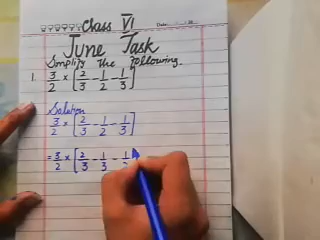 Class VI
June Task
Simplify the following.
1. 3/2 × [2/3 - 1/2 - 1/3]
Solution
3/2 × [2/3 - 1/2 - 1/3]
= 3/2 × [2/3 - 1/3 - 1/